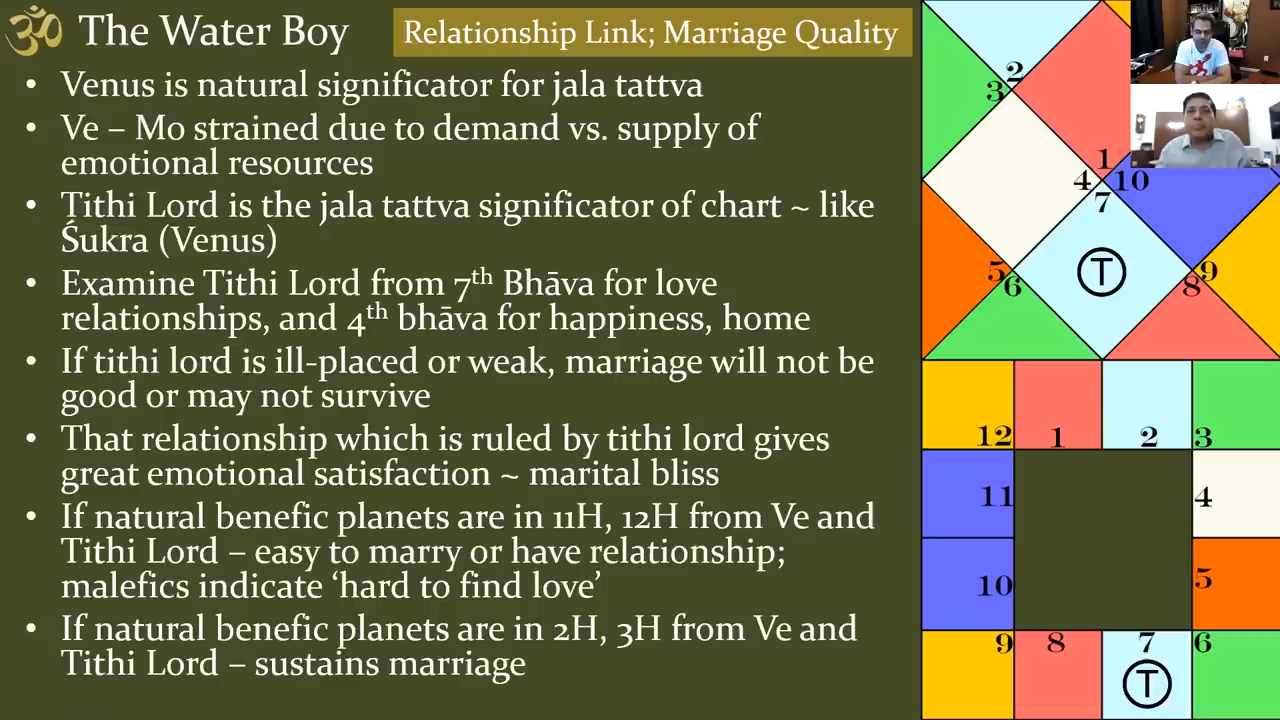 ॐ The Water Boy
Relationship Link; Marriage Quality
• Venus is natural significator for jala tattva
• Ve – Mo strained due to demand vs. supply of
emotional resources
• Tithi Lord is the jala tattva significator of chart ~ like
Śukra (Venus)
• Examine Tithi Lord from 7th Bhāva for love
relationships, and 4th bhāva for happiness, home
• If tithi lord is ill-placed or weak, marriage will not be
good or may not survive
• That relationship which is ruled by tithi lord gives
great emotional satisfaction ~ marital bliss
• If natural benefic planets are in 11H, 12H from Ve and
Tithi Lord – easy to marry or have relationship;
malefics indicate ‘hard to find love’
• If natural benefic planets are in 2H, 3H from Ve and
Tithi Lord – sustains marriage
2
3
1
4 10
7
T
5 9
6 8
12 1 2 3
11 4
10 5
9 8 7 6
T